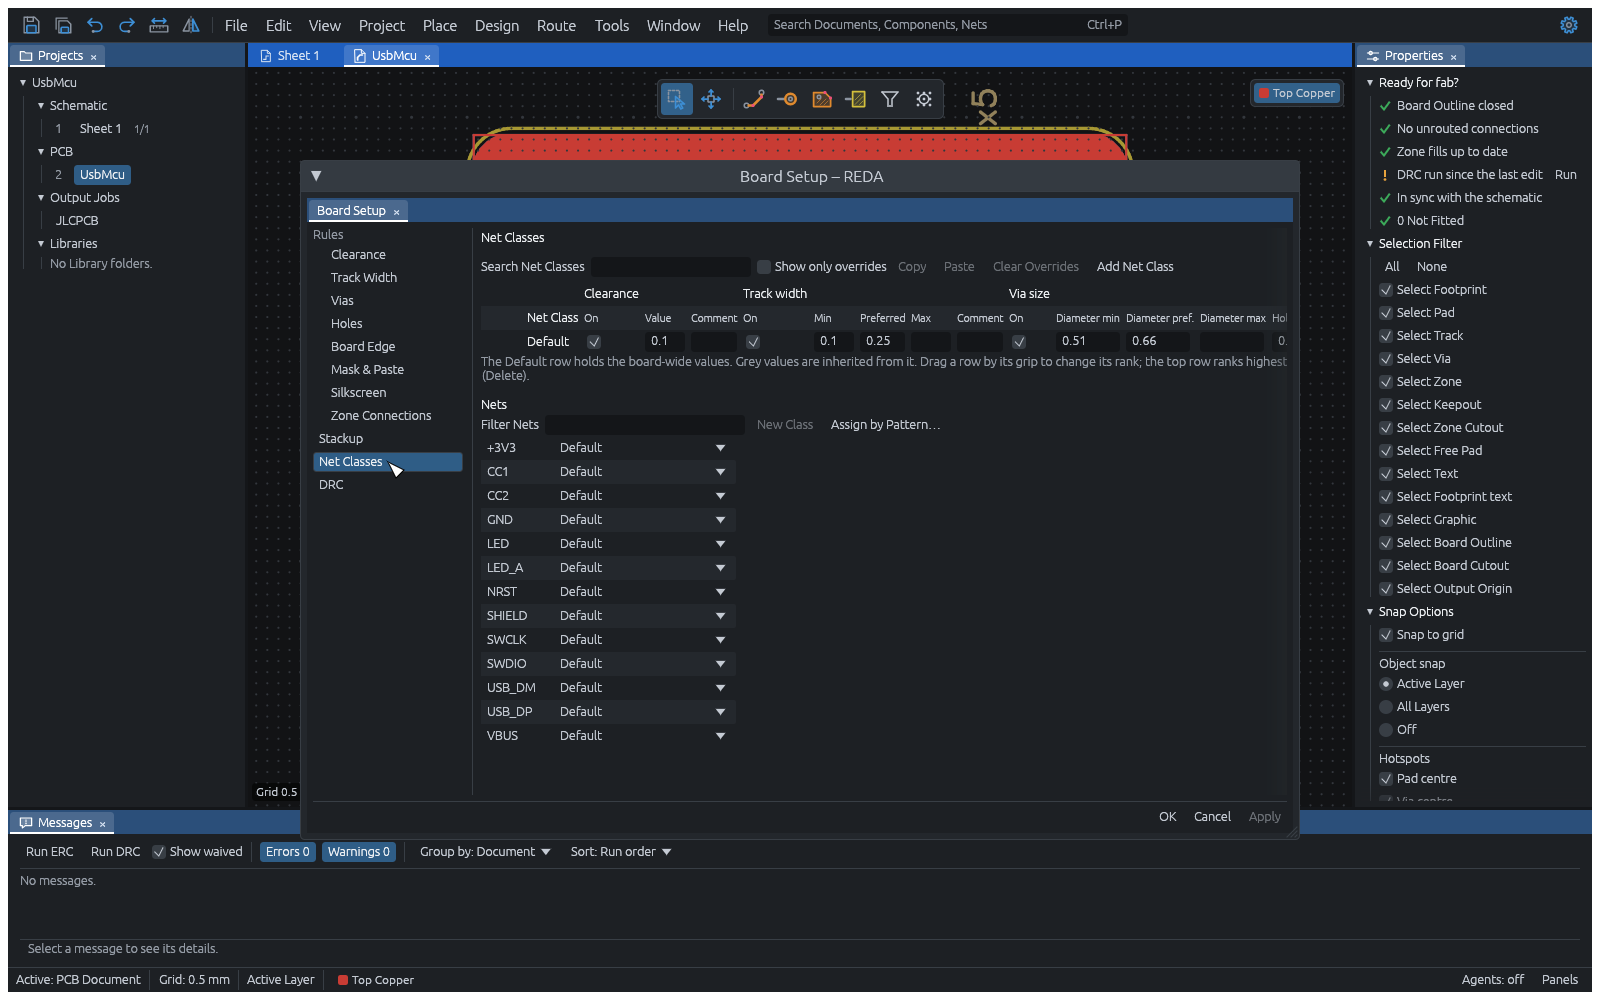 File Edit View Project Place Design Route Tools Window Help Search Documents, Components, Nets Ctrl+P
Projects × Sheet 1 UsbMcu × Properties ×
UsbMcu
Schematic
1 Sheet 1 1/1
PCB
2 UsbMcu
Output Jobs
JLCPCB
Libraries
No Library folders.
x5
Top Copper
Grid 0.5
Board Setup – REDA
Board Setup ×
Rules
Clearance
Track Width
Vias
Holes
Board Edge
Mask & Paste
Silkscreen
Zone Connections
Stackup
Net Classes
DRC
Net Classes
Search Net Classes Show only overrides Copy Paste Clear Overrides Add Net Class
Clearance Track width Via size
Net Class On Value Comment On Min Preferred Max Comment On Diameter min Diameter pref. Diameter max Hol
Default 0.1 0.1 0.25 0.51 0.66 0.
The Default row holds the board-wide values. Grey values are inherited from it. Drag a row by its grip to change its rank; the top row ranks highest
(Delete).
Nets
Filter Nets New Class Assign by Pattern...
+3V3 Default
CC1 Default
CC2 Default
GND Default
LED Default
LED_A Default
NRST Default
SHIELD Default
SWCLK Default
SWDIO Default
USB_DM Default
USB_DP Default
VBUS Default
OK Cancel Apply
Ready for fab?
Board Outline closed
No unrouted connections
Zone fills up to date
DRC run since the last edit Run
In sync with the schematic
0 Not Fitted
Selection Filter
All None
Select Footprint
Select Pad
Select Track
Select Via
Select Zone
Select Keepout
Select Zone Cutout
Select Free Pad
Select Text
Select Footprint text
Select Graphic
Select Board Outline
Select Board Cutout
Select Output Origin
Snap Options
Snap to grid
Object snap
Active Layer
All Layers
Off
Hotspots
Pad centre
Via centre
Messages ×
Run ERC Run DRC Show waived Errors 0 Warnings 0 Group by: Document Sort: Run order
No messages.
Select a message to see its details.
Active: PCB Document Grid: 0.5 mm Active Layer Top Copper Agents: off Panels